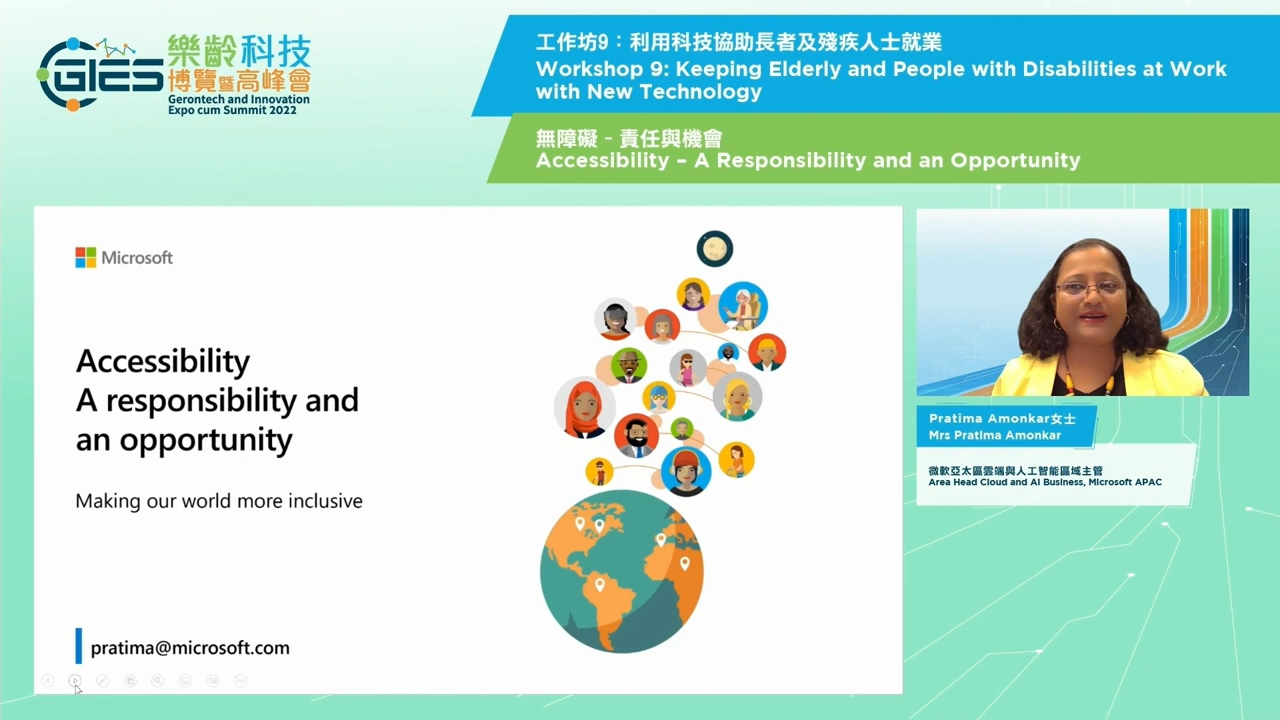 GIES
樂齡科技
博覽暨高峰會
Gerontech and Innovation
Expo cum Summit 2022
工作坊9：利用科技協助長者及殘疾人士就業
Workshop 9: Keeping Elderly and People with Disabilities at Work
with New Technology
無障礙 - 責任與機會
Accessibility – A Responsibility and an Opportunity
Microsoft
Accessibility
A responsibility and
an opportunity
Making our world more inclusive
pratima@microsoft.com
Pratima Amonkar女士
Mrs Pratima Amonkar
微軟亞太區雲端與人工智能區域主管
Area Head Cloud and AI Business, Microsoft APAC